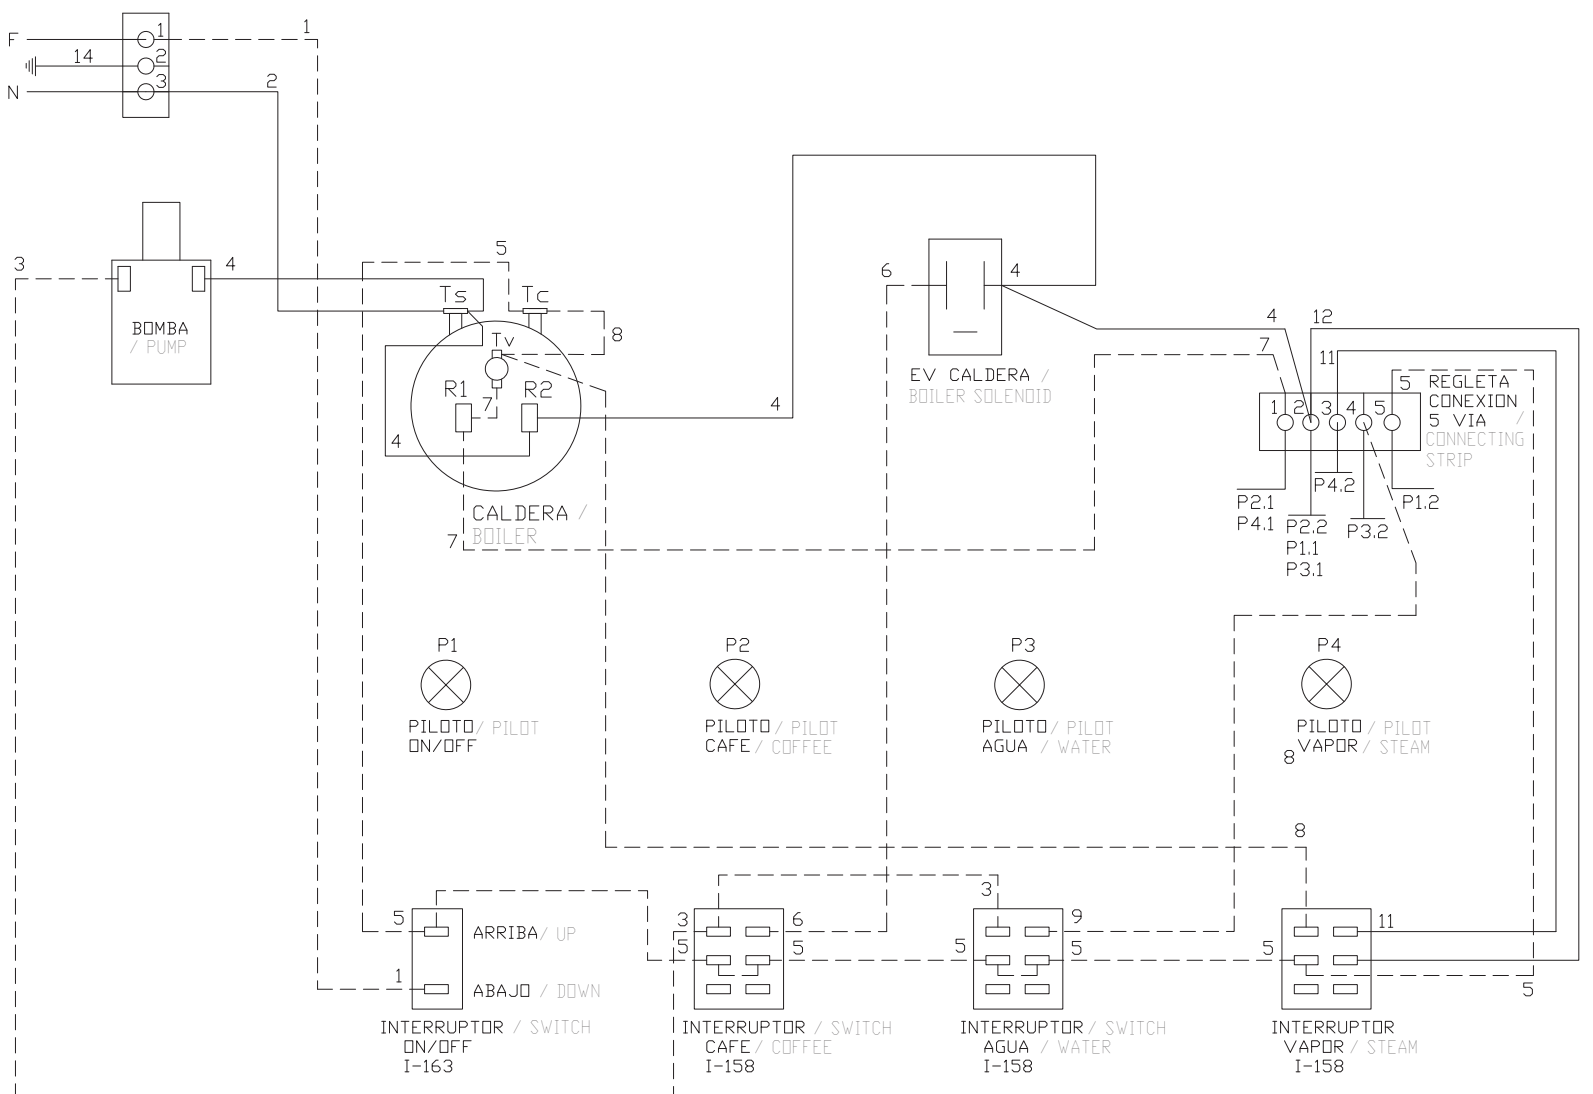 1
F
1
14
2
2
N
3
5
3
4
6
4
Ts
Tc
4
12
BOMBA
/ PUMP
Tv
8
7
11
EV CALDERA /
BOILER SOLENOID
5
REGLETA
CONEXION
5 VIA /
CONNECTING
STRIP
R1
R2
7
4
1
2
3
4
5
4
P4.2
P1.2
P2.1
P4.1
P2.2
P1.1
P3.1
P3.2
CALDERA /
BOILER
7
P1
P2
P3
P4
PILOTO / PILOT
ON/OFF
PILOTO / PILOT
CAFE / COFFEE
PILOTO / PILOT
AGUA / WATER
PILOTO / PILOT
VAPOR / STEAM
8
8
3
5
ARRIBA / UP
3
6
9
11
5
5
5
5
5
1
ABAJO / DOWN
5
INTERRUPTOR / SWITCH
ON/OFF
I-163
INTERRUPTOR / SWITCH
CAFE / COFFEE
I-158
INTERRUPTOR / SWITCH
AGUA / WATER
I-158
INTERRUPTOR
VAPOR / STEAM
I-158